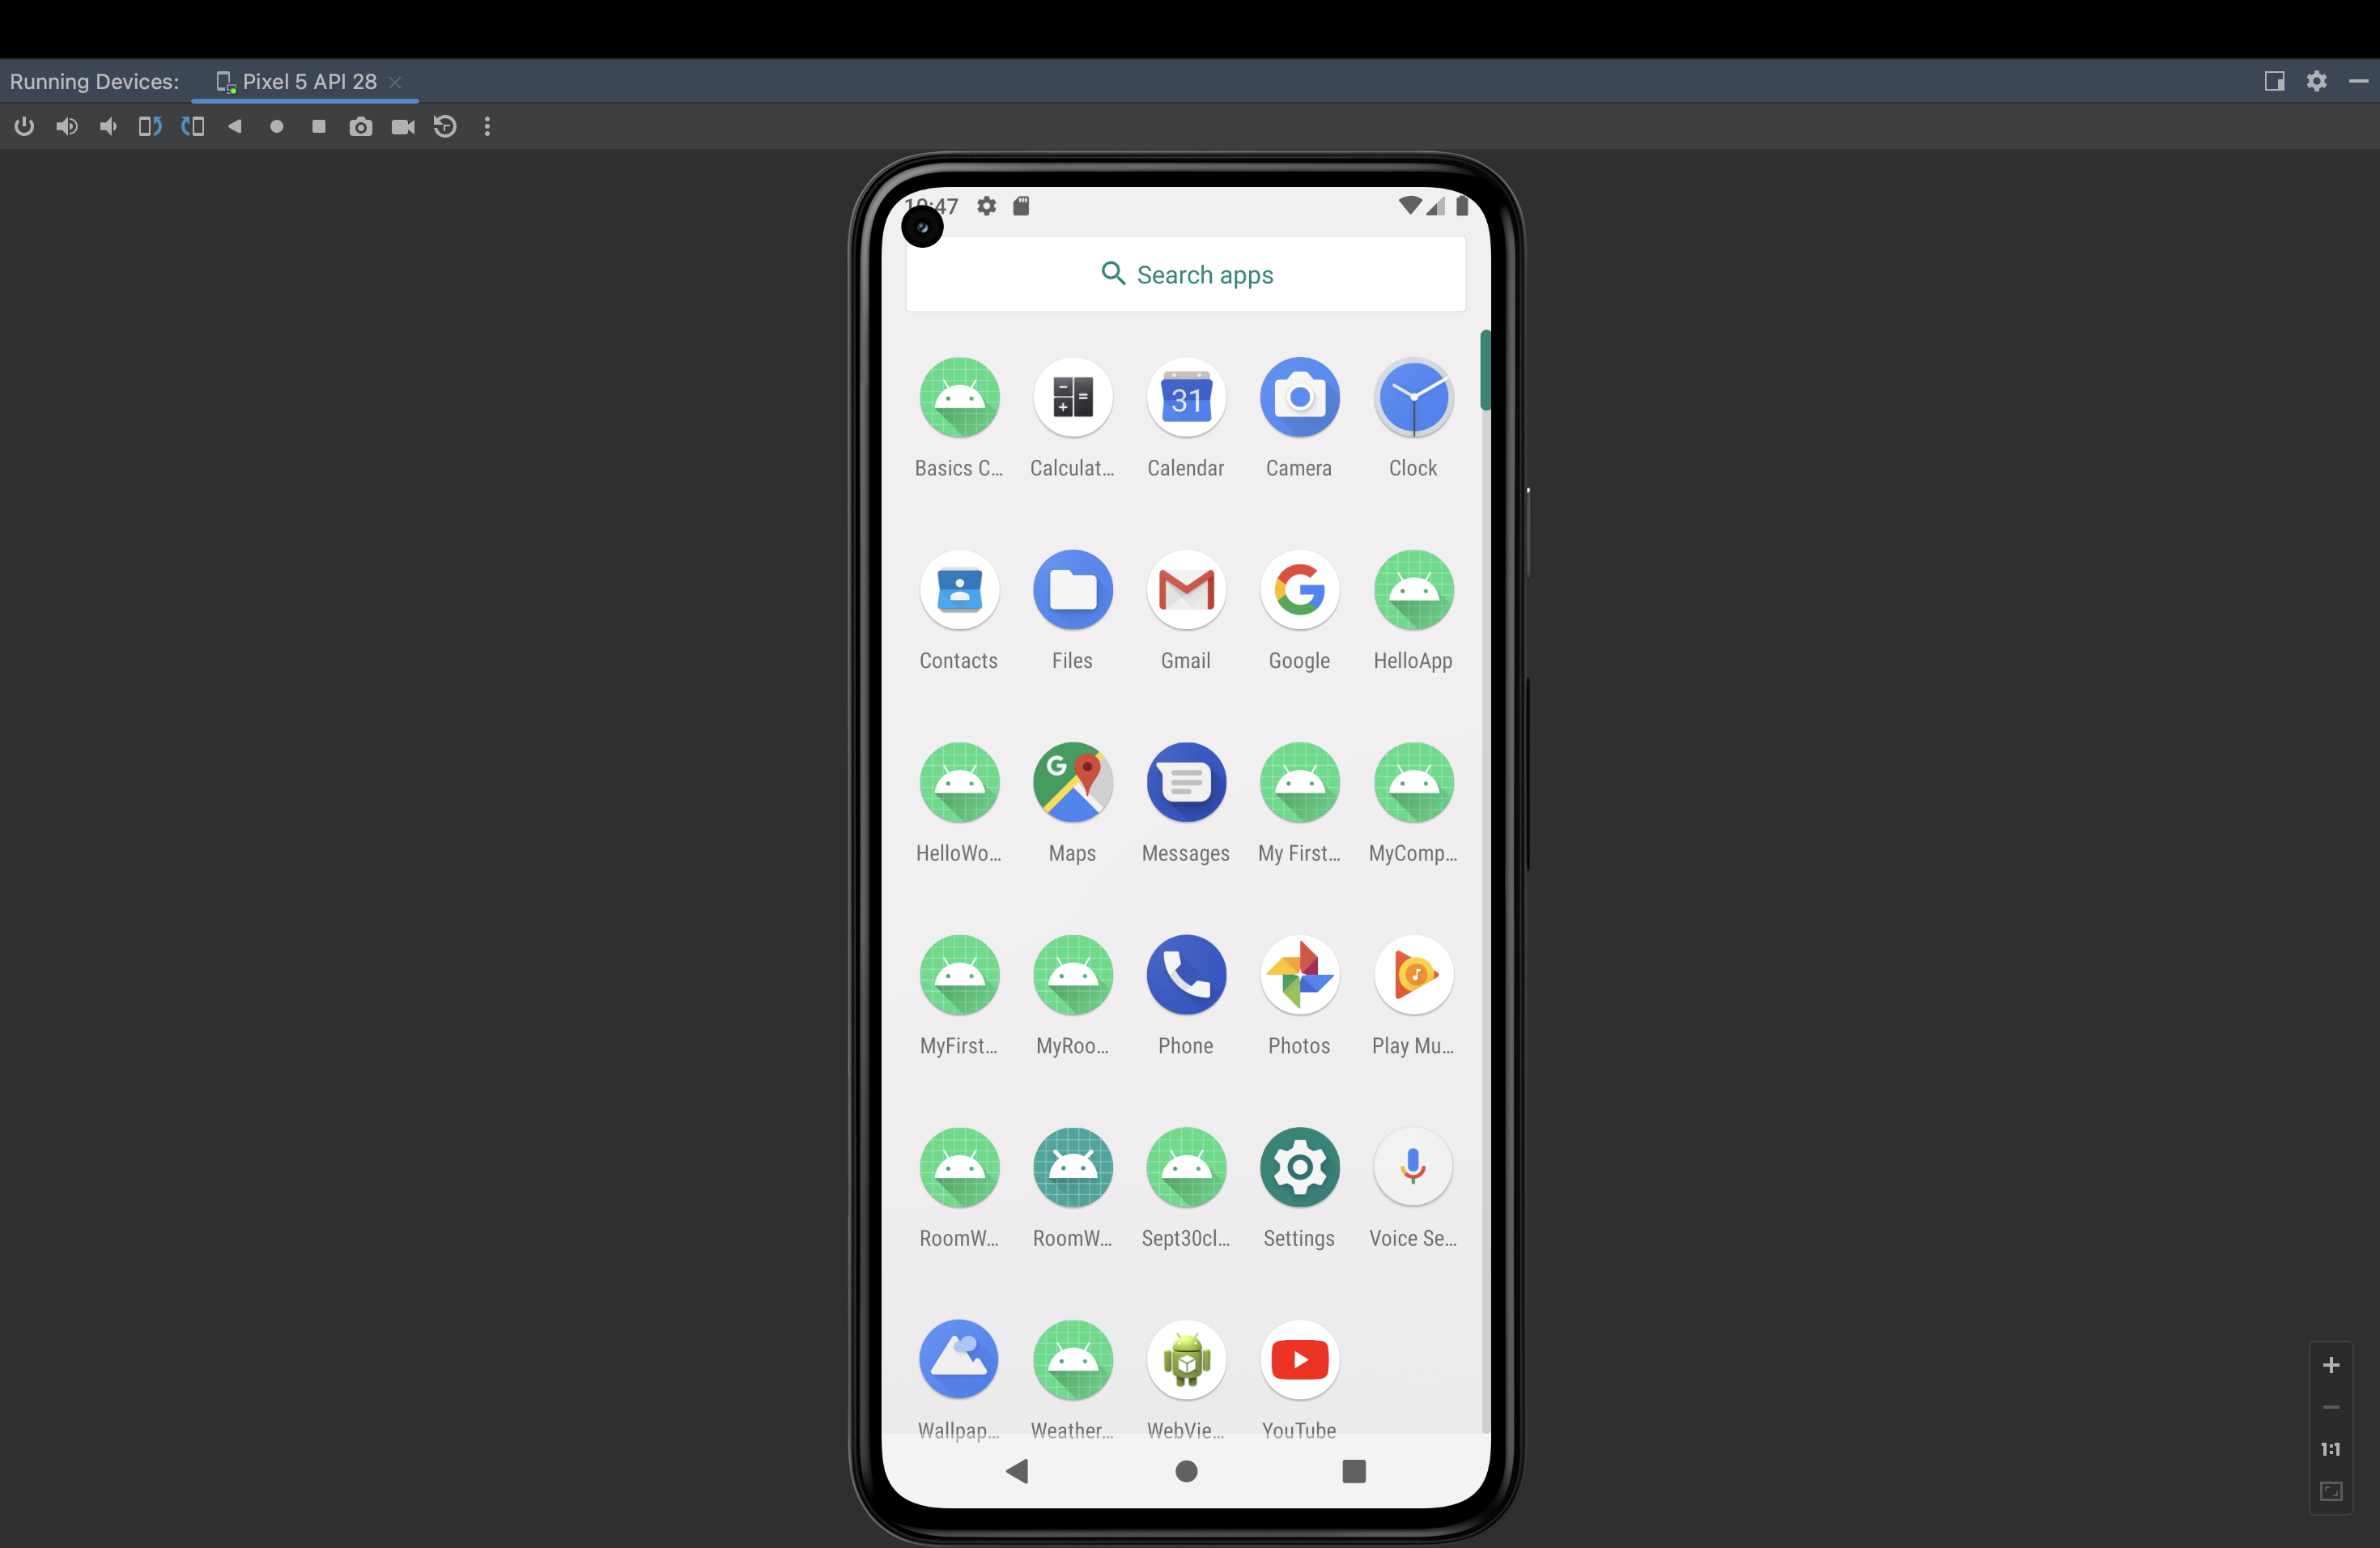 Running Devices: Pixel 5 API 28
10:47
Search apps
31
Basics C... Calculat... Calendar Camera Clock
Contacts Files Gmail Google HelloApp
HelloWo... Maps Messages My First... MyComp...
MyFirst... MyRoo... Phone Photos Play Mu...
RoomW... RoomW... Sept30cl... Settings Voice Se...
Wallpap... Weather... WebVie... YouTube
1:1